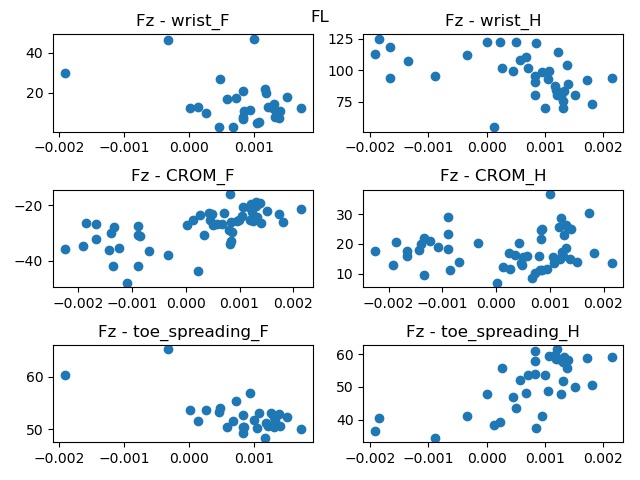 FL
Fz - wrist_F
Fz - wrist_H
40
20
−0.002 −0.001 0.000 0.001
125
100
75
−0.002 −0.001 0.000 0.001 0.002
Fz - CROM_F
Fz - CROM_H
−20
−40
−0.002 −0.001 0.000 0.001 0.002
30
20
10
−0.002 −0.001 0.000 0.001 0.002
Fz - toe_spreading_F
Fz - toe_spreading_H
60
50
−0.002 −0.001 0.000 0.001
60
50
40
−0.002 −0.001 0.000 0.001 0.002